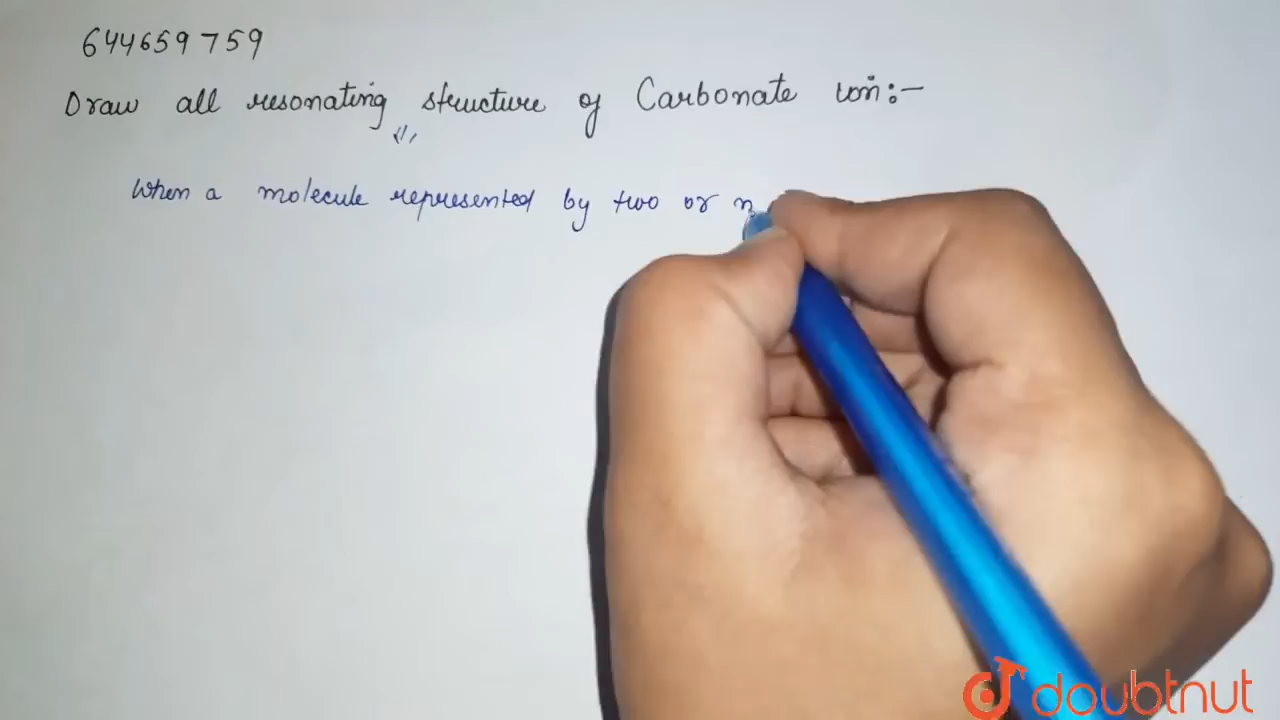 644659759
Draw all resonating structure of Carbonate ion:-
When a molecule represented by two or m
doubtnut